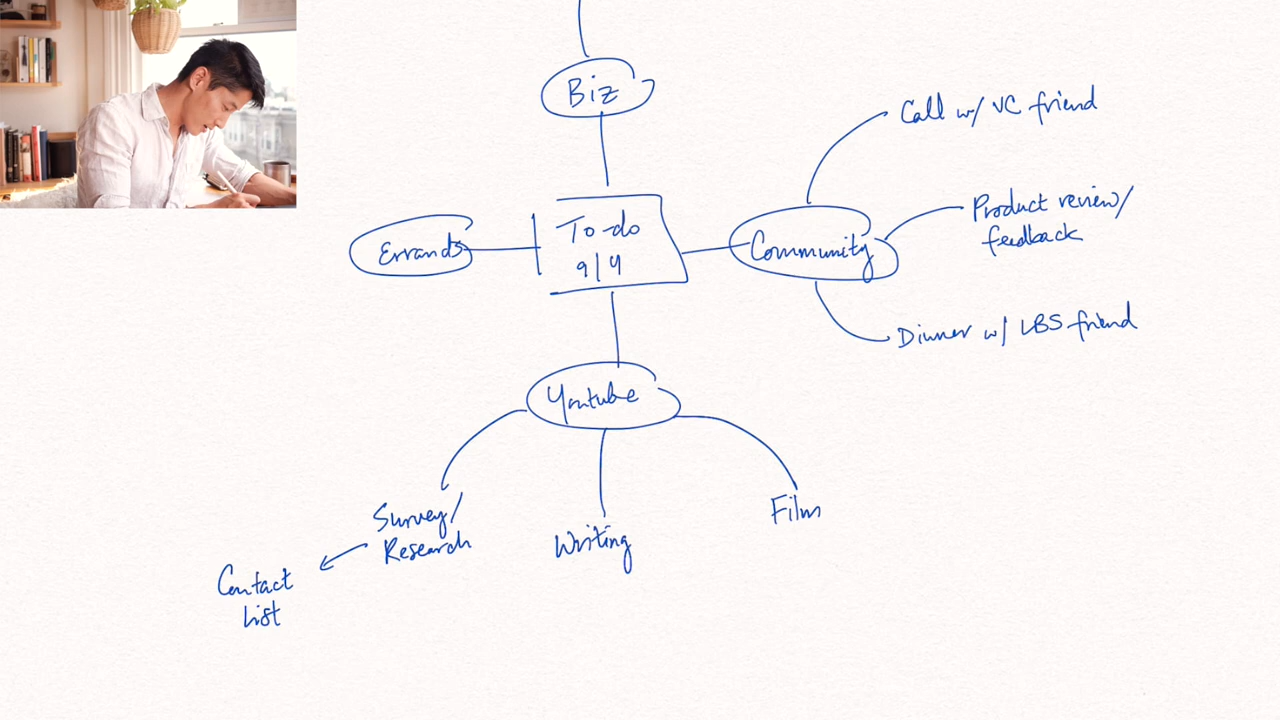 Biz
Call w/ VC friend
To-do
9/4
Errands
Community
Product review/
feedback
Dinner w/ LBS friend
Youtube
Survey/
Research
Writing
Film
Contact
List